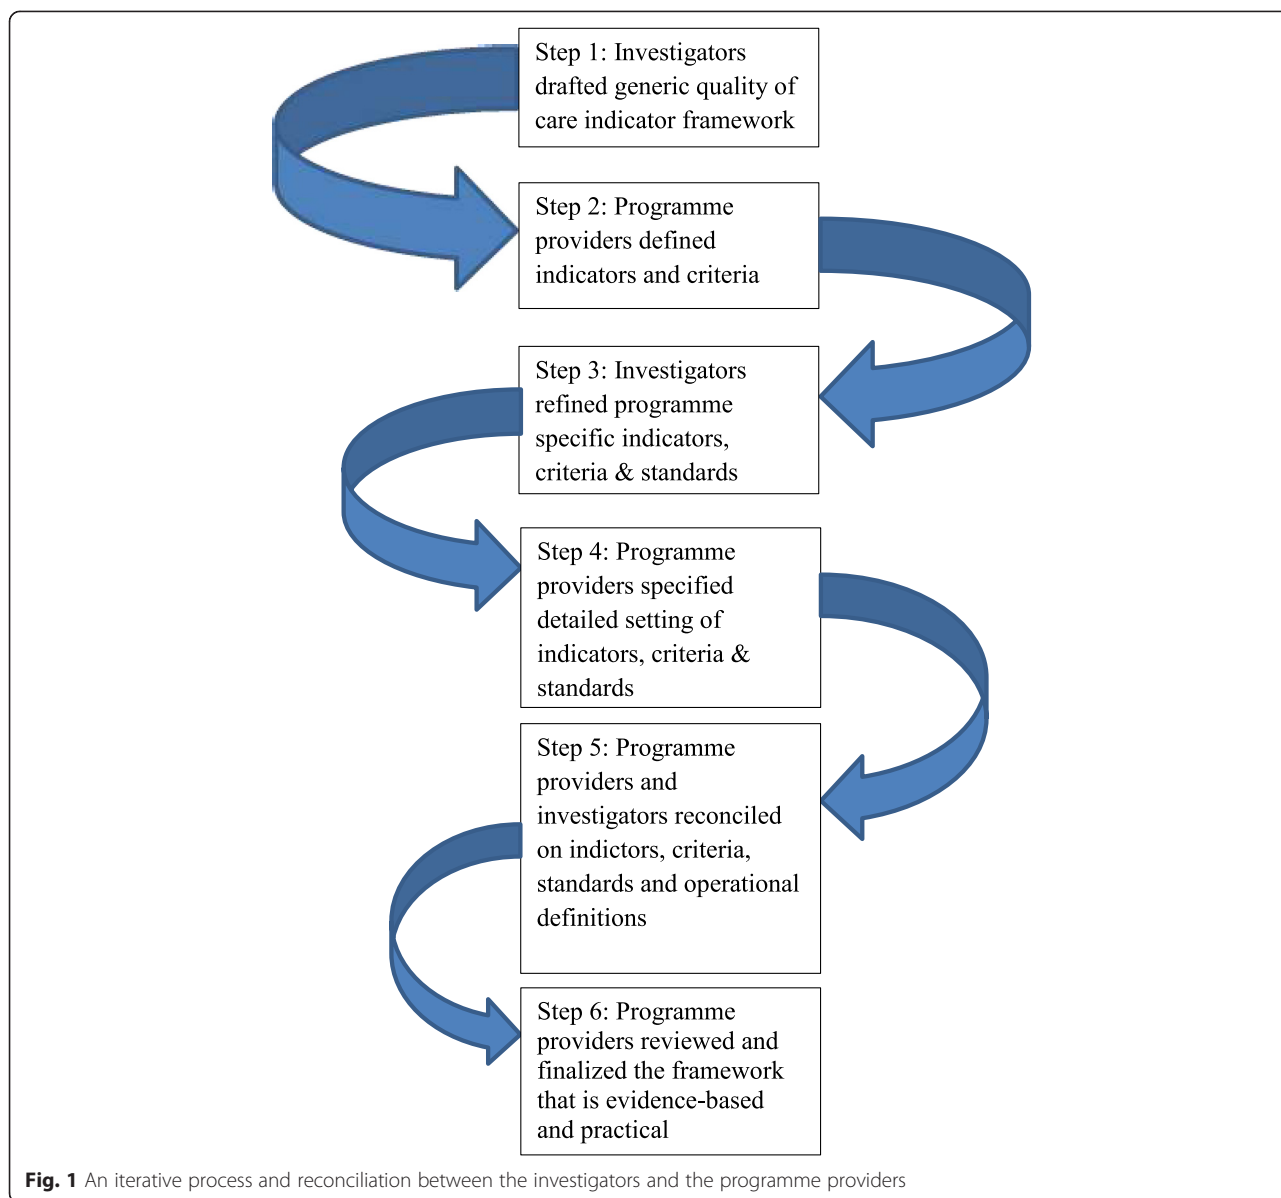 Step 1: Investigators
drafted generic quality of
care indicator framework
Step 2: Programme
providers defined
indicators and criteria
Step 3: Investigators
refined programme
specific indicators,
criteria & standards
Step 4: Programme
providers specified
detailed setting of
indicators, criteria &
standards
Step 5: Programme
providers and
investigators reconciled
on indictors, criteria,
standards and operational
definitions
Step 6: Programme
providers reviewed and
finalized the framework
that is evidence-based
and practical
Fig. 1 An iterative process and reconciliation between the investigators and the programme providers